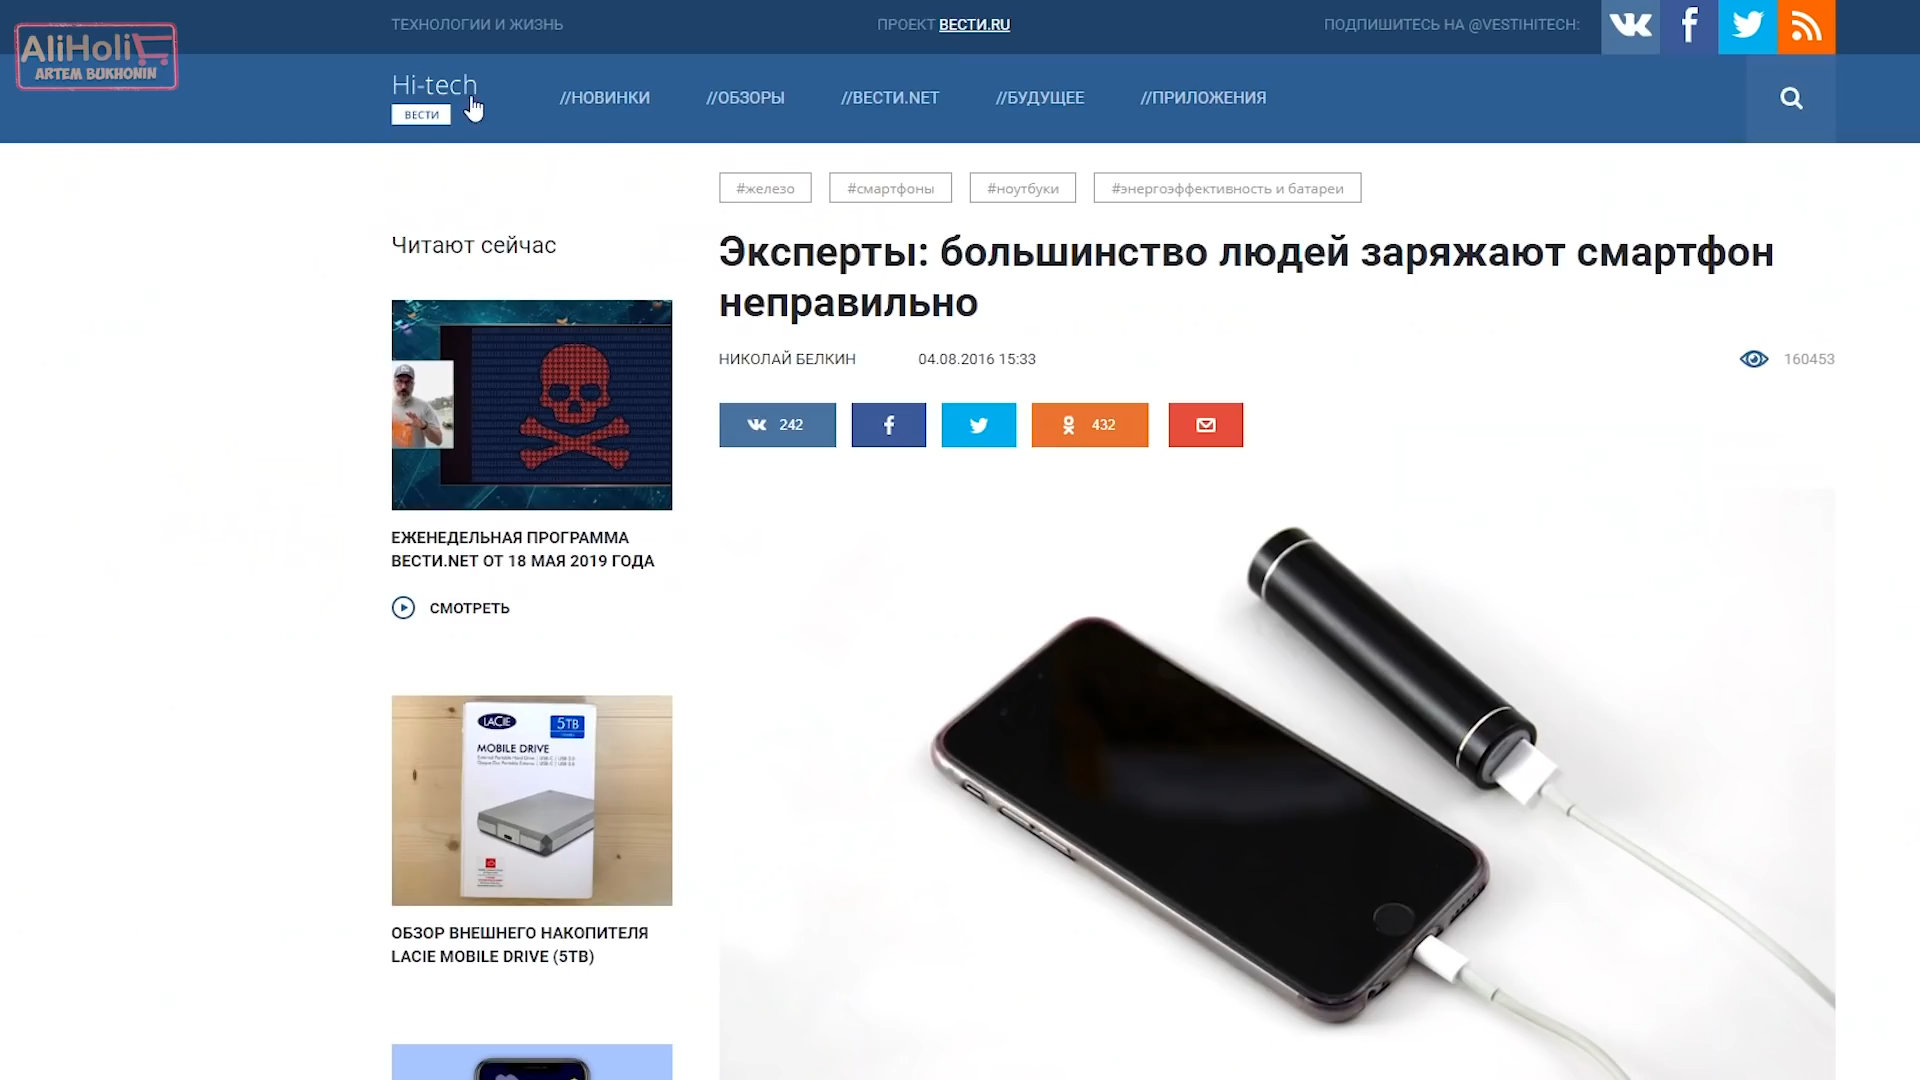 AliHoli
ARTEM BUKHONIN
ТЕХНОЛОГИИ И ЖИЗНЬ
ПРОЕКТ ВЕСТИ.RU
ПОДПИШИТЕСЬ НА @VESTIHITECH:
Hi-tech
ВЕСТИ
//НОВИНКИ
//ОБЗОРЫ
//ВЕСТИ.NET
//БУДУЩЕЕ
//ПРИЛОЖЕНИЯ
#железо
#смартфоны
#ноутбуки
#энергоэффективность и батареи
Читают сейчас
Эксперты: большинство людей заряжают смартфон
неправильно
НИКОЛАЙ БЕЛКИН
04.08.2016 15:33
160453
242
432
ЕЖЕНЕДЕЛЬНАЯ ПРОГРАММА
ВЕСТИ.NET ОТ 18 МАЯ 2019 ГОДА
СМОТРЕТЬ
LACIE
5TB
MOBILE DRIVE
ОБЗОР ВНЕШНЕГО НАКОПИТЕЛЯ
LACIE MOBILE DRIVE (5TB)